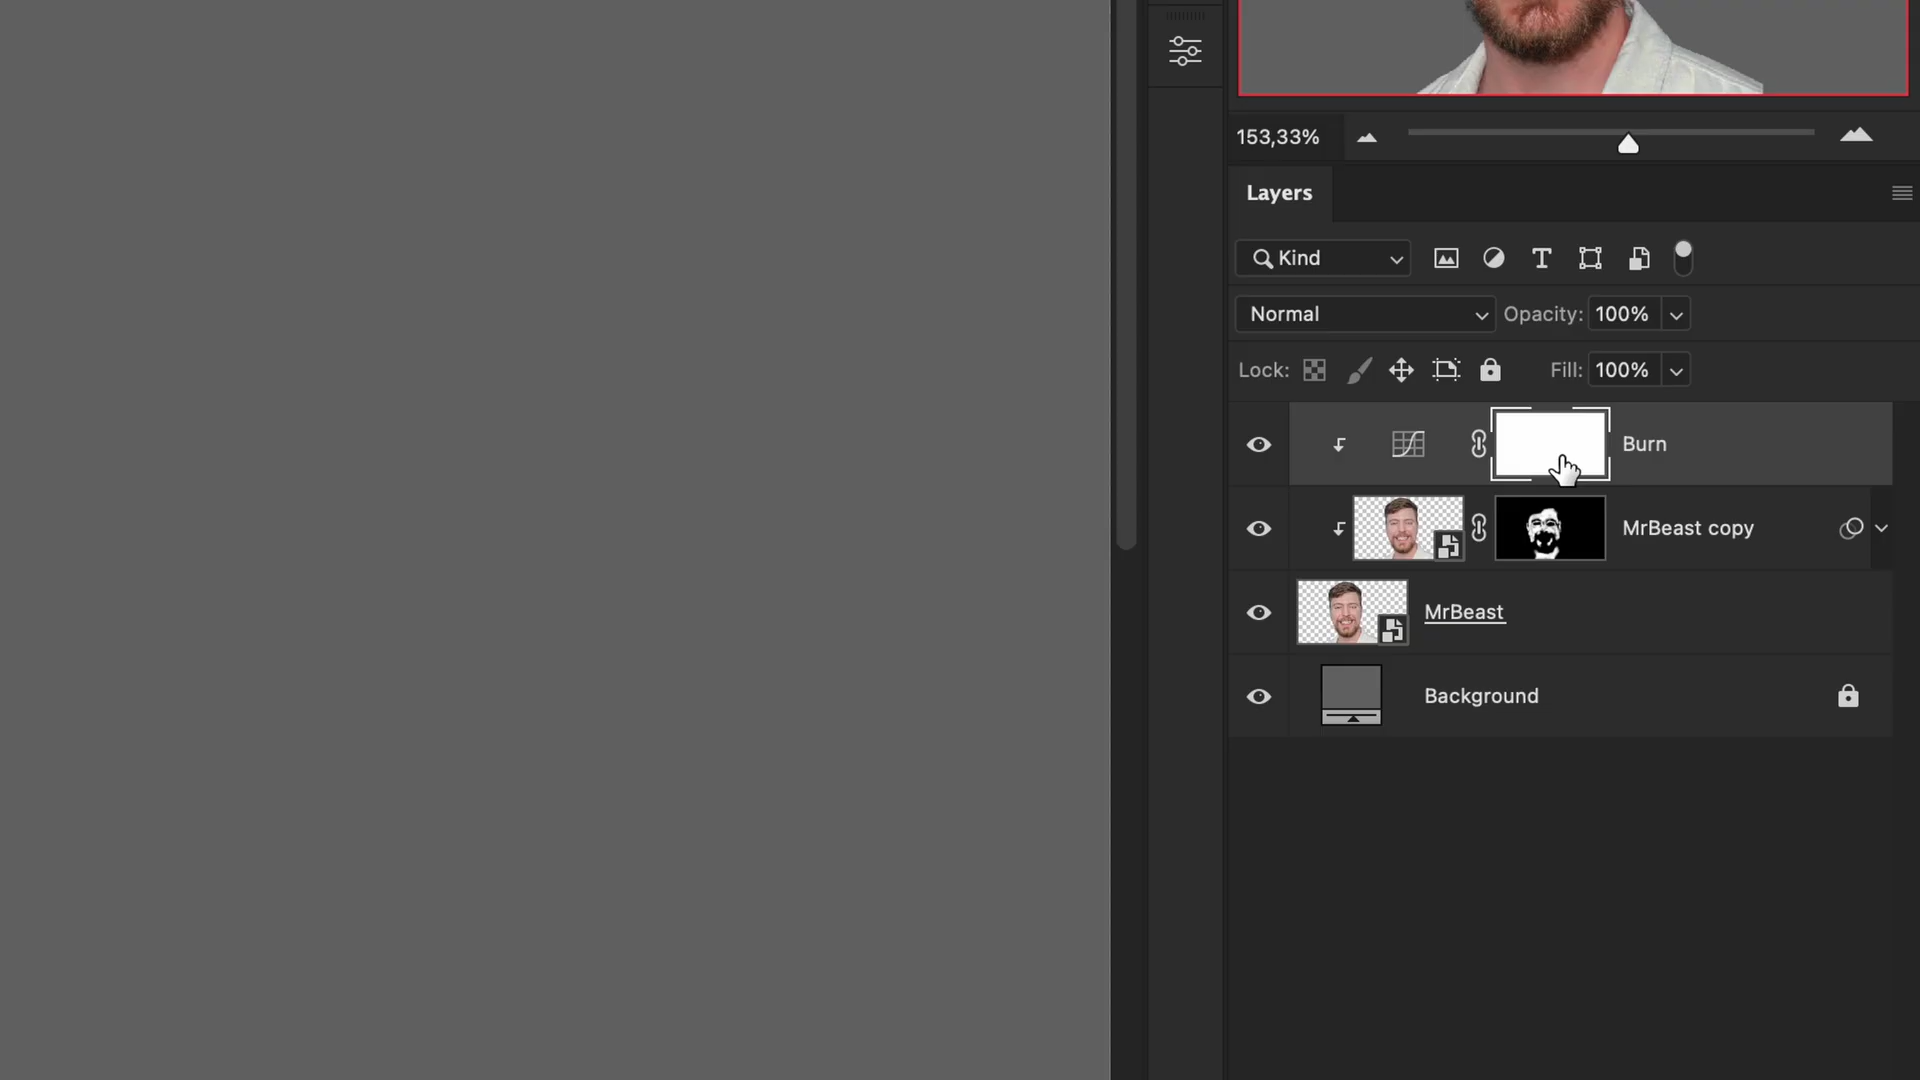 153,33%
Layers
Kind
Normal Opacity: 100%
Lock: Fill: 100%
Burn
MrBeast copy
MrBeast
Background